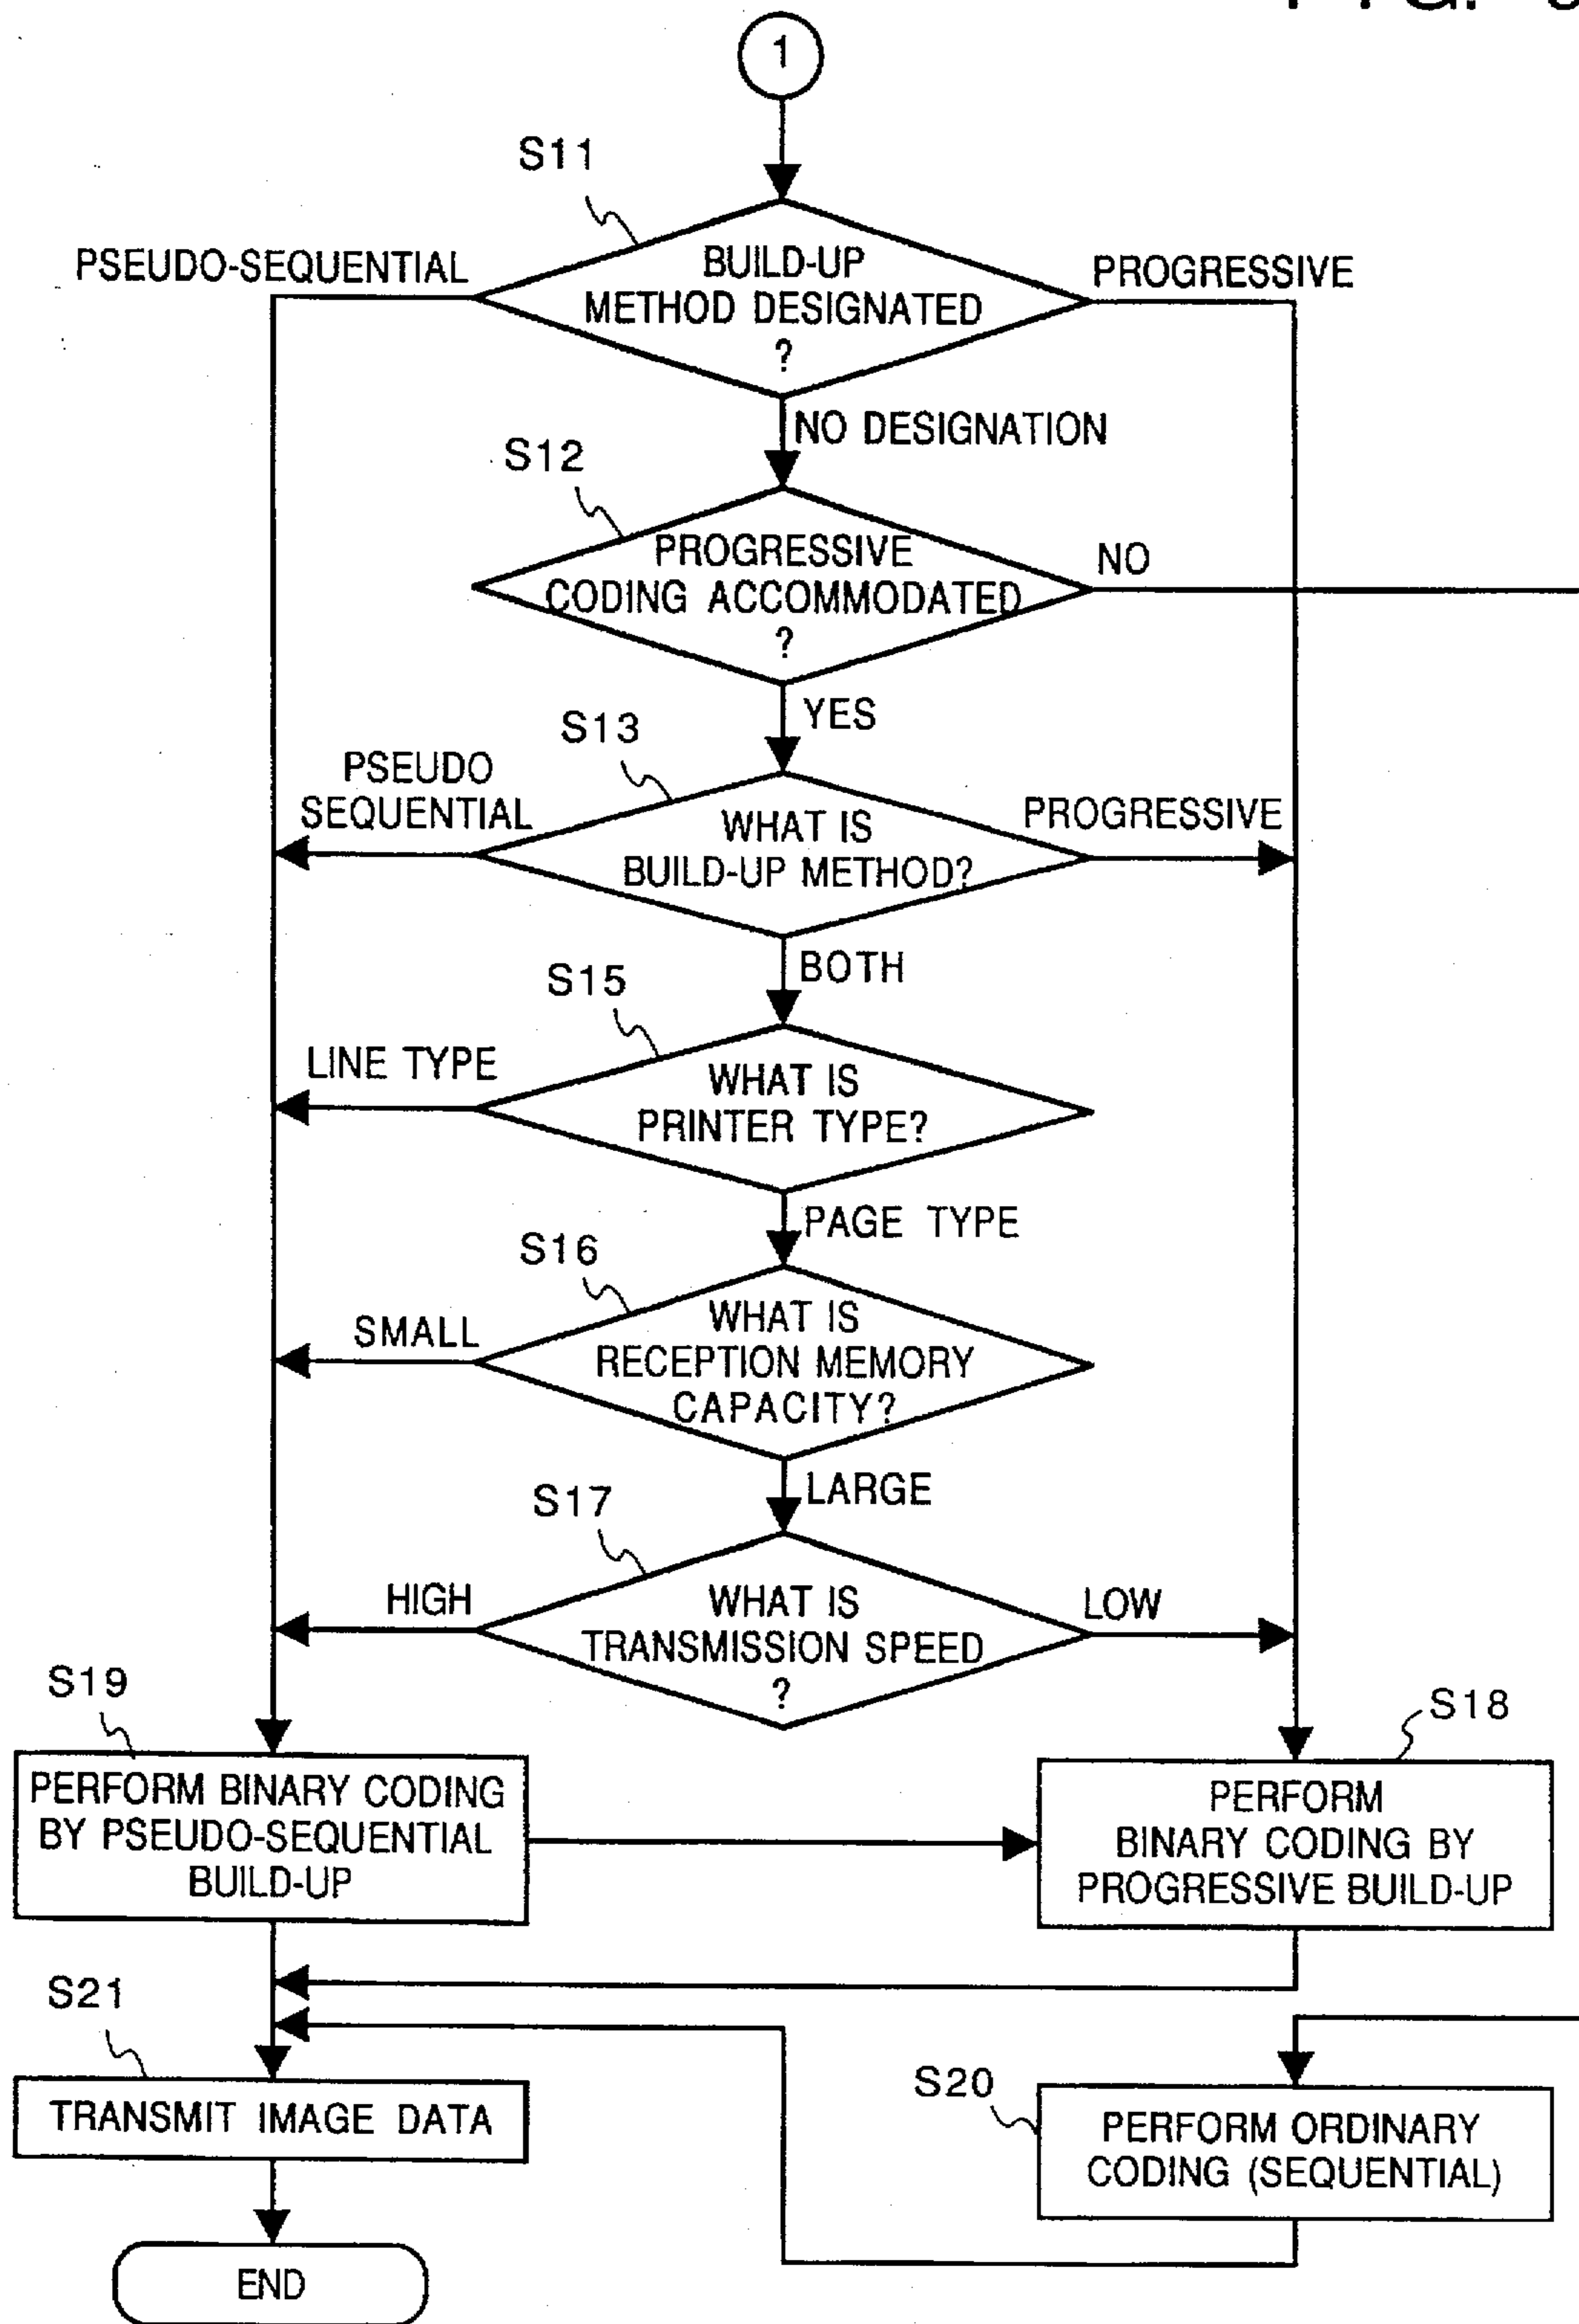 FIG.
1
S11
PSEUDO-SEQUENTIAL
BUILD-UP
METHOD DESIGNATED
?
PROGRESSIVE
NO DESIGNATION
S12
PROGRESSIVE
CODING ACCOMMODATED
?
NO
YES
S13
PSEUDO
SEQUENTIAL
WHAT IS
BUILD-UP METHOD?
PROGRESSIVE
BOTH
S15
LINE TYPE
WHAT IS
PRINTER TYPE?
PAGE TYPE
S16
SMALL
WHAT IS
RECEPTION MEMORY
CAPACITY?
LARGE
S17
HIGH
WHAT IS
TRANSMISSION SPEED
?
LOW
S19
PERFORM BINARY CODING
BY PSEUDO-SEQUENTIAL
BUILD-UP
S18
PERFORM
BINARY CODING BY
PROGRESSIVE BUILD-UP
S21
TRANSMIT IMAGE DATA
S20
PERFORM ORDINARY
CODING (SEQUENTIAL)
END